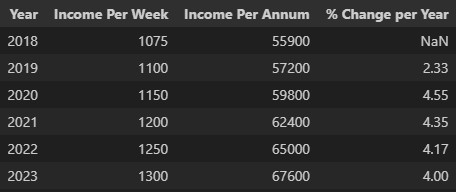 Year Income Per Week Income Per Annum % Change per Year
2018 1075 55900 NaN
2019 1100 57200 2.33
2020 1150 59800 4.55
2021 1200 62400 4.35
2022 1250 65000 4.17
2023 1300 67600 4.00